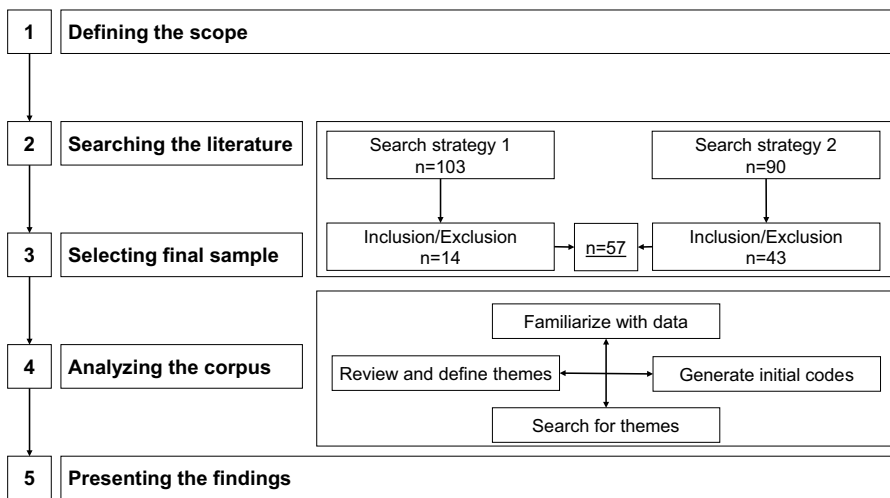 1
Defining the scope
2
Searching the literature
Search strategy 1
n=103
Search strategy 2
n=90
3
Selecting final sample
Inclusion/Exclusion
n=14
n=57
Inclusion/Exclusion
n=43
4
Analyzing the corpus
Familiarize with data
Review and define themes
Generate initial codes
Search for themes
5
Presenting the findings